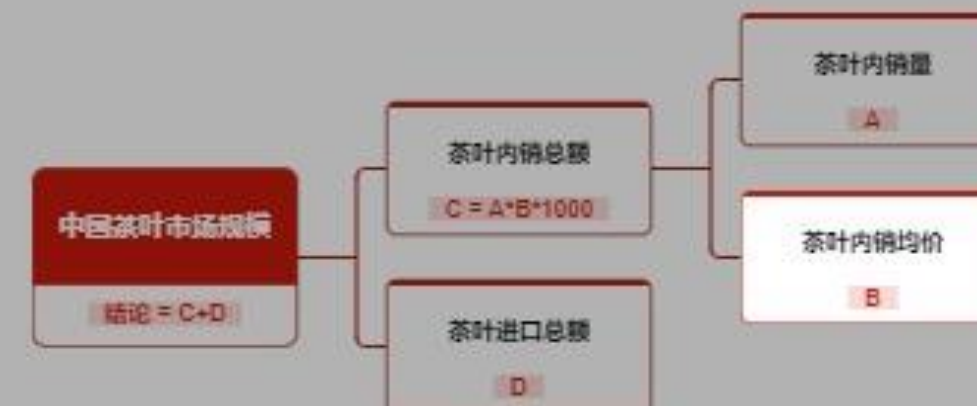 中国茶叶市场规模
结论 = C+D
茶叶内销总额
C = A*B*1000
茶叶进口总额
D
茶叶内销量
A
茶叶内销均价
B